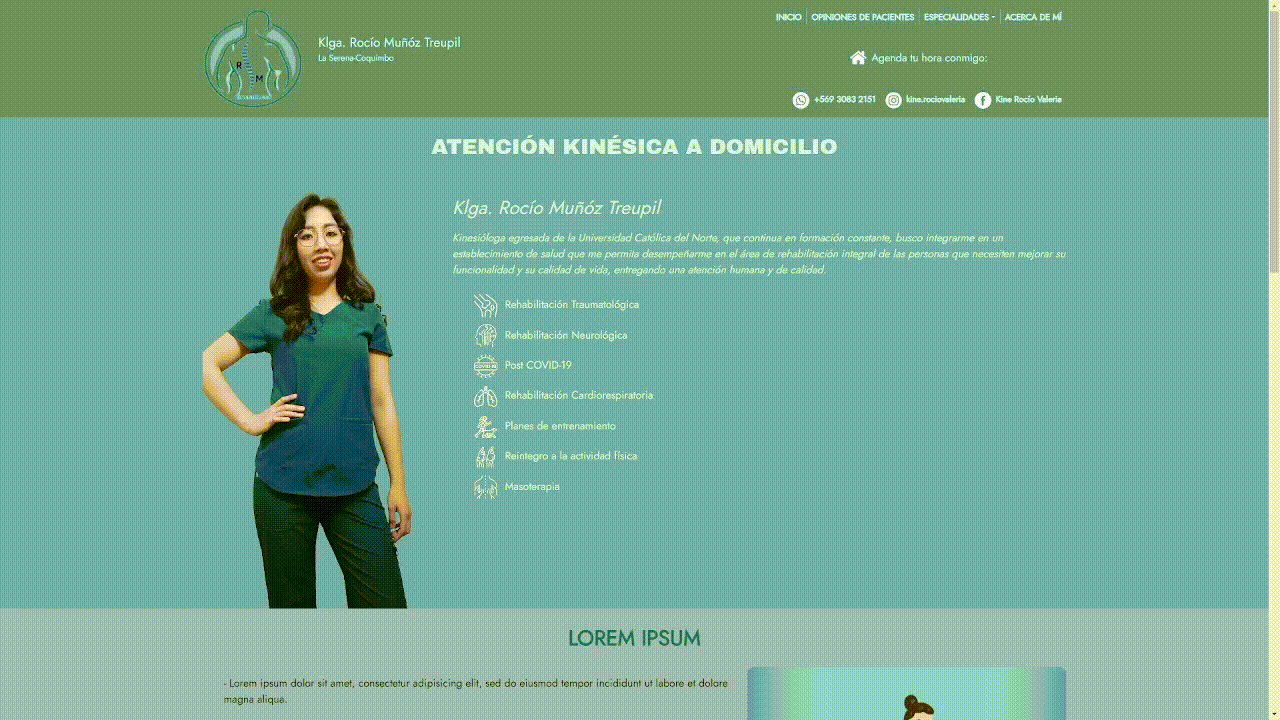 INICIO
OPINIONES DE PACIENTES
ESPECIALIDADES
ACERCA DE MÍ
R
M
Klga. Rocío Muñóz Treupil
La Serena-Coquimbo
Agenda tu hora conmigo:
+569 3083 2151
kine.rociovaleria
Kine Rocío Valeria
ATENCIÓN KINÉSICA A DOMICILIO
Klga. Rocío Muñóz Treupil
Kinesióloga egresada de la Universidad Católica del Norte, que continua en formación constante, busco integrarme en un
establecimiento de salud que me permita desempeñarme en el área de rehabilitación integral de las personas que necesiten mejorar su
funcionalidad y su calidad de vida, entregando una atención humana y de calidad.
Rehabilitación Traumatológica
Rehabilitación Neurológica
COVID-19
Post COVID-19
Rehabilitación Cardiorespiratoria
Planes de entrenamiento
Reintegro a la actividad física
Masoterapia
LOREM IPSUM
- Lorem ipsum dolor sit amet, consectetur adipisicing elit, sed do eiusmod tempor incididunt ut labore et dolore
magna aliqua.